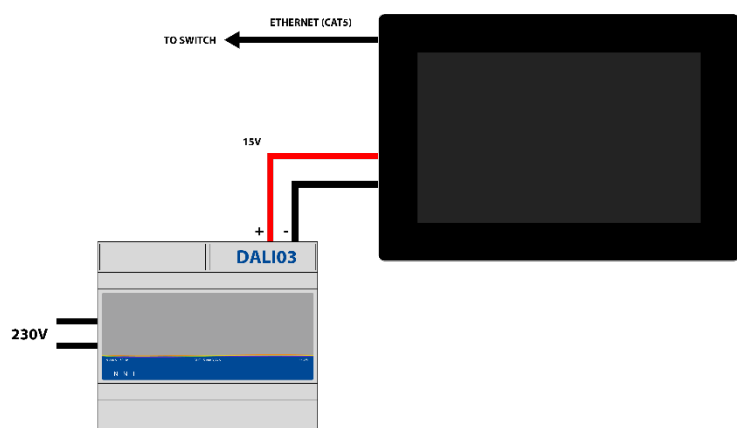 ETHERNET (CAT5)
TO SWITCH
15V
+ -
DALI03
230V
N N L